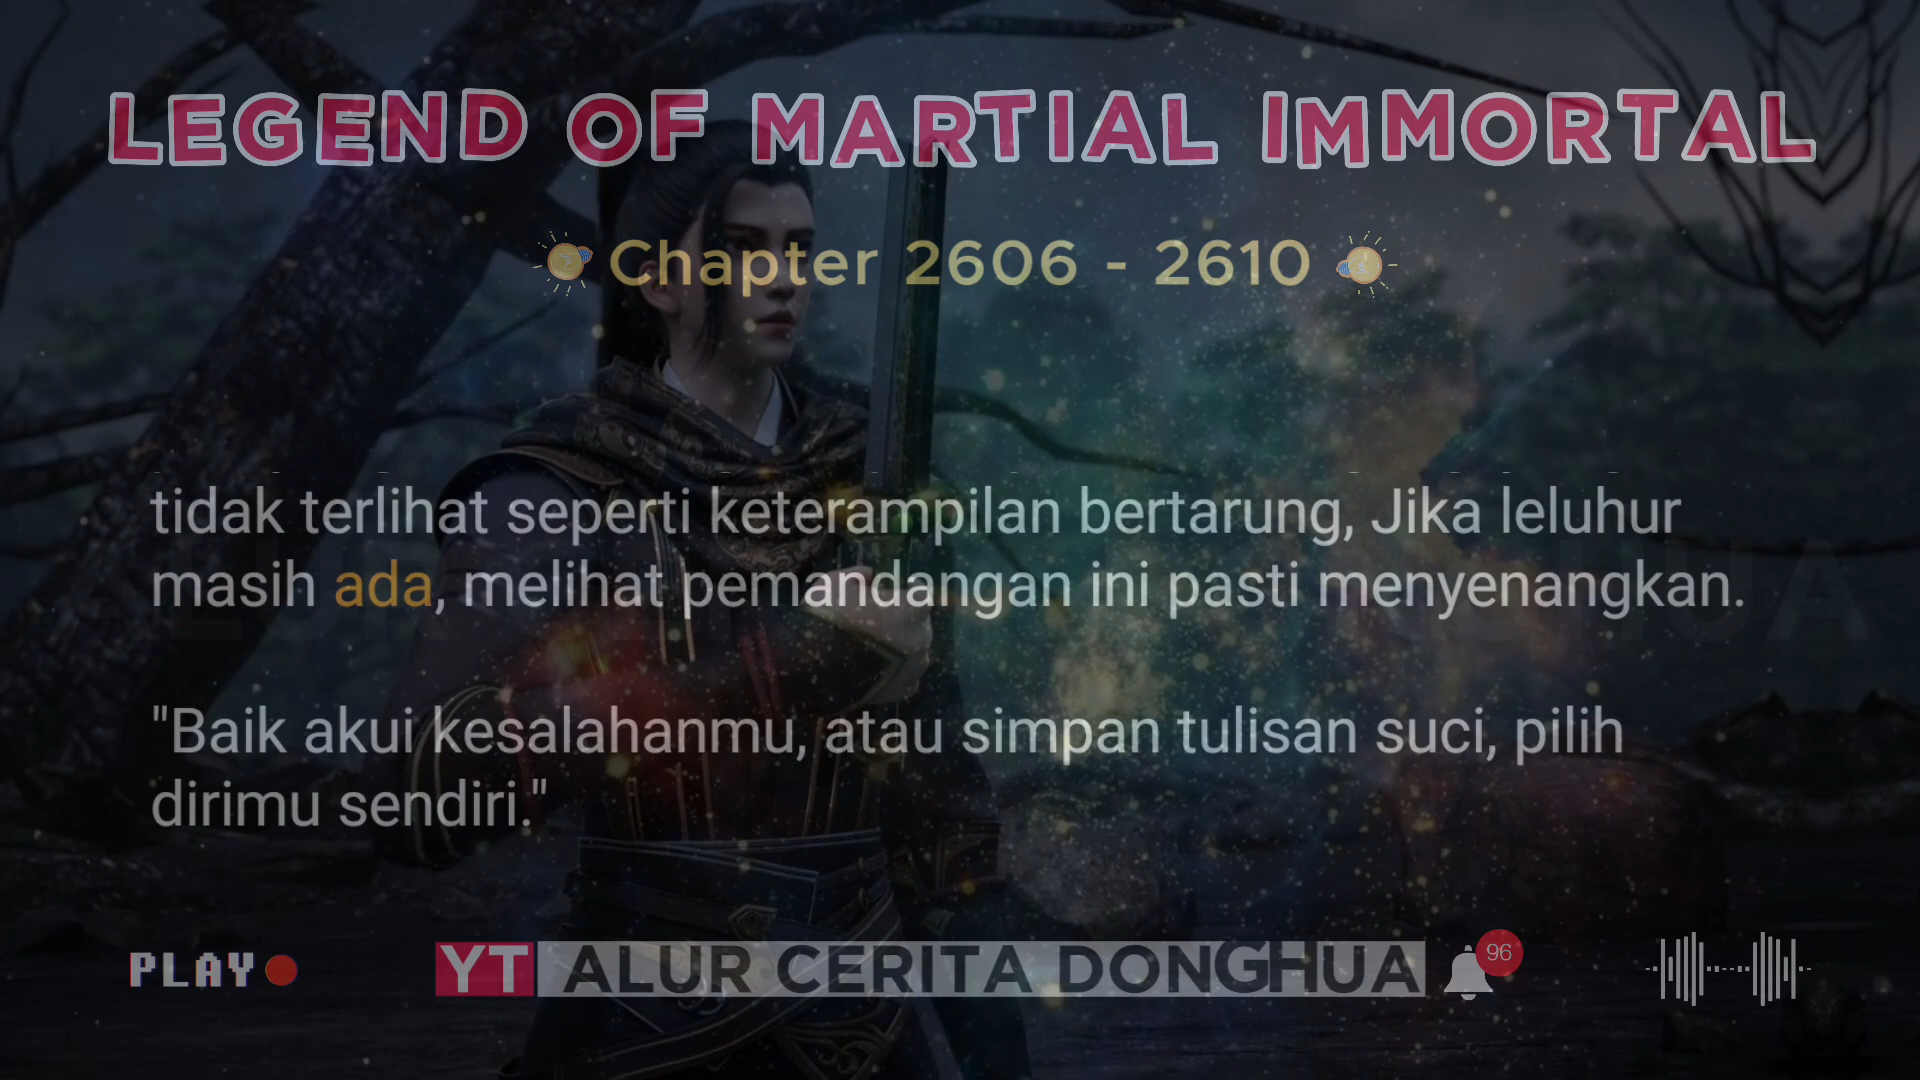 LEGEND OF MARTIAL IMMORTAL
Chapter 2606 - 2610
tidak terlihat seperti keterampilan bertarung, Jika leluhur
masih ada, melihat pemandangan ini pasti menyenangkan.
"Baik akui kesalahanmu, atau simpan tulisan suci, pilih
dirimu sendiri."
PLAY
YT ALUR CERITA DONGHUA
96